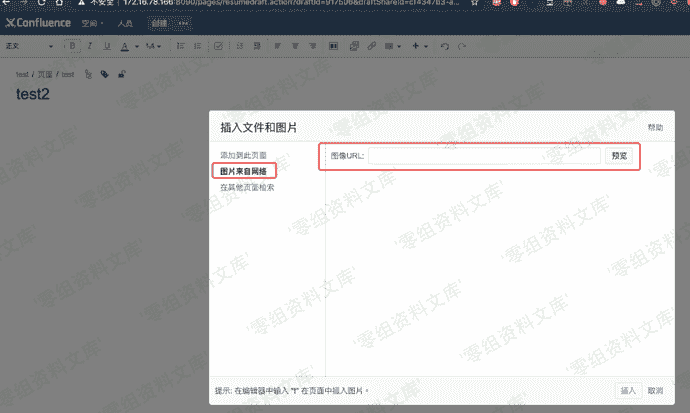 不安全 | 172.16.78.166:8090/pages/resumedraft.action?draftId=917506&draftShareId=cf4347b3-a...
Confluence 空间 人员 创建 •••
正文 B I U A
test / 页面 / test
test2
插入文件和图片 帮助
添加到此页面
图片来自网络
在其他页面检索
图像URL: 预览
提示: 在编辑器中输入 "!" 在页面中插入图片。 插入 取消
'零组资料文库'